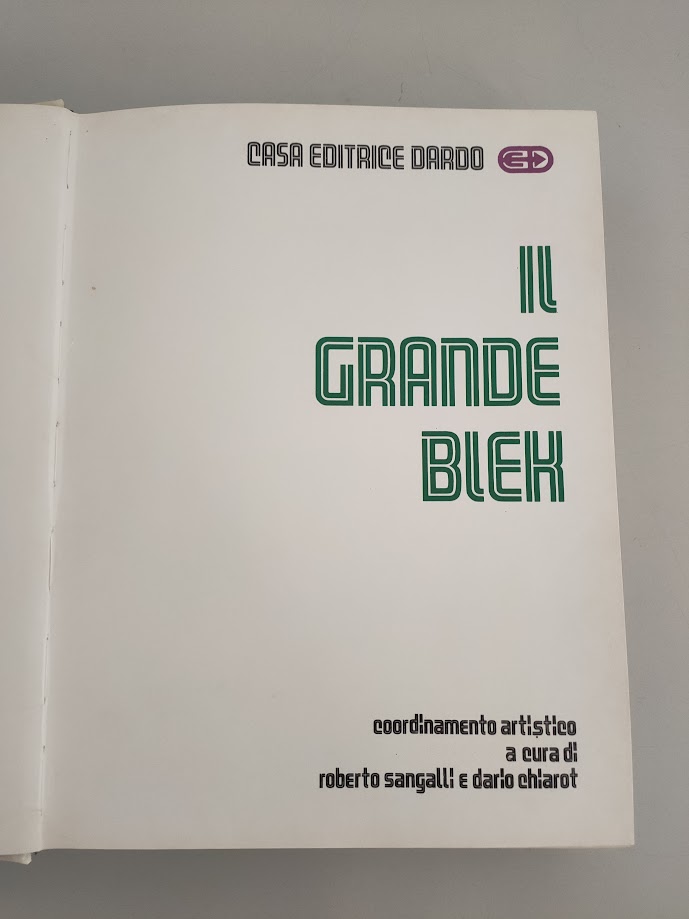 CASA EDITRICE DARDO
IL
GRANDE
BLEK
coordinamento artistico
a cura di
roberto sangalli e dario chiarot